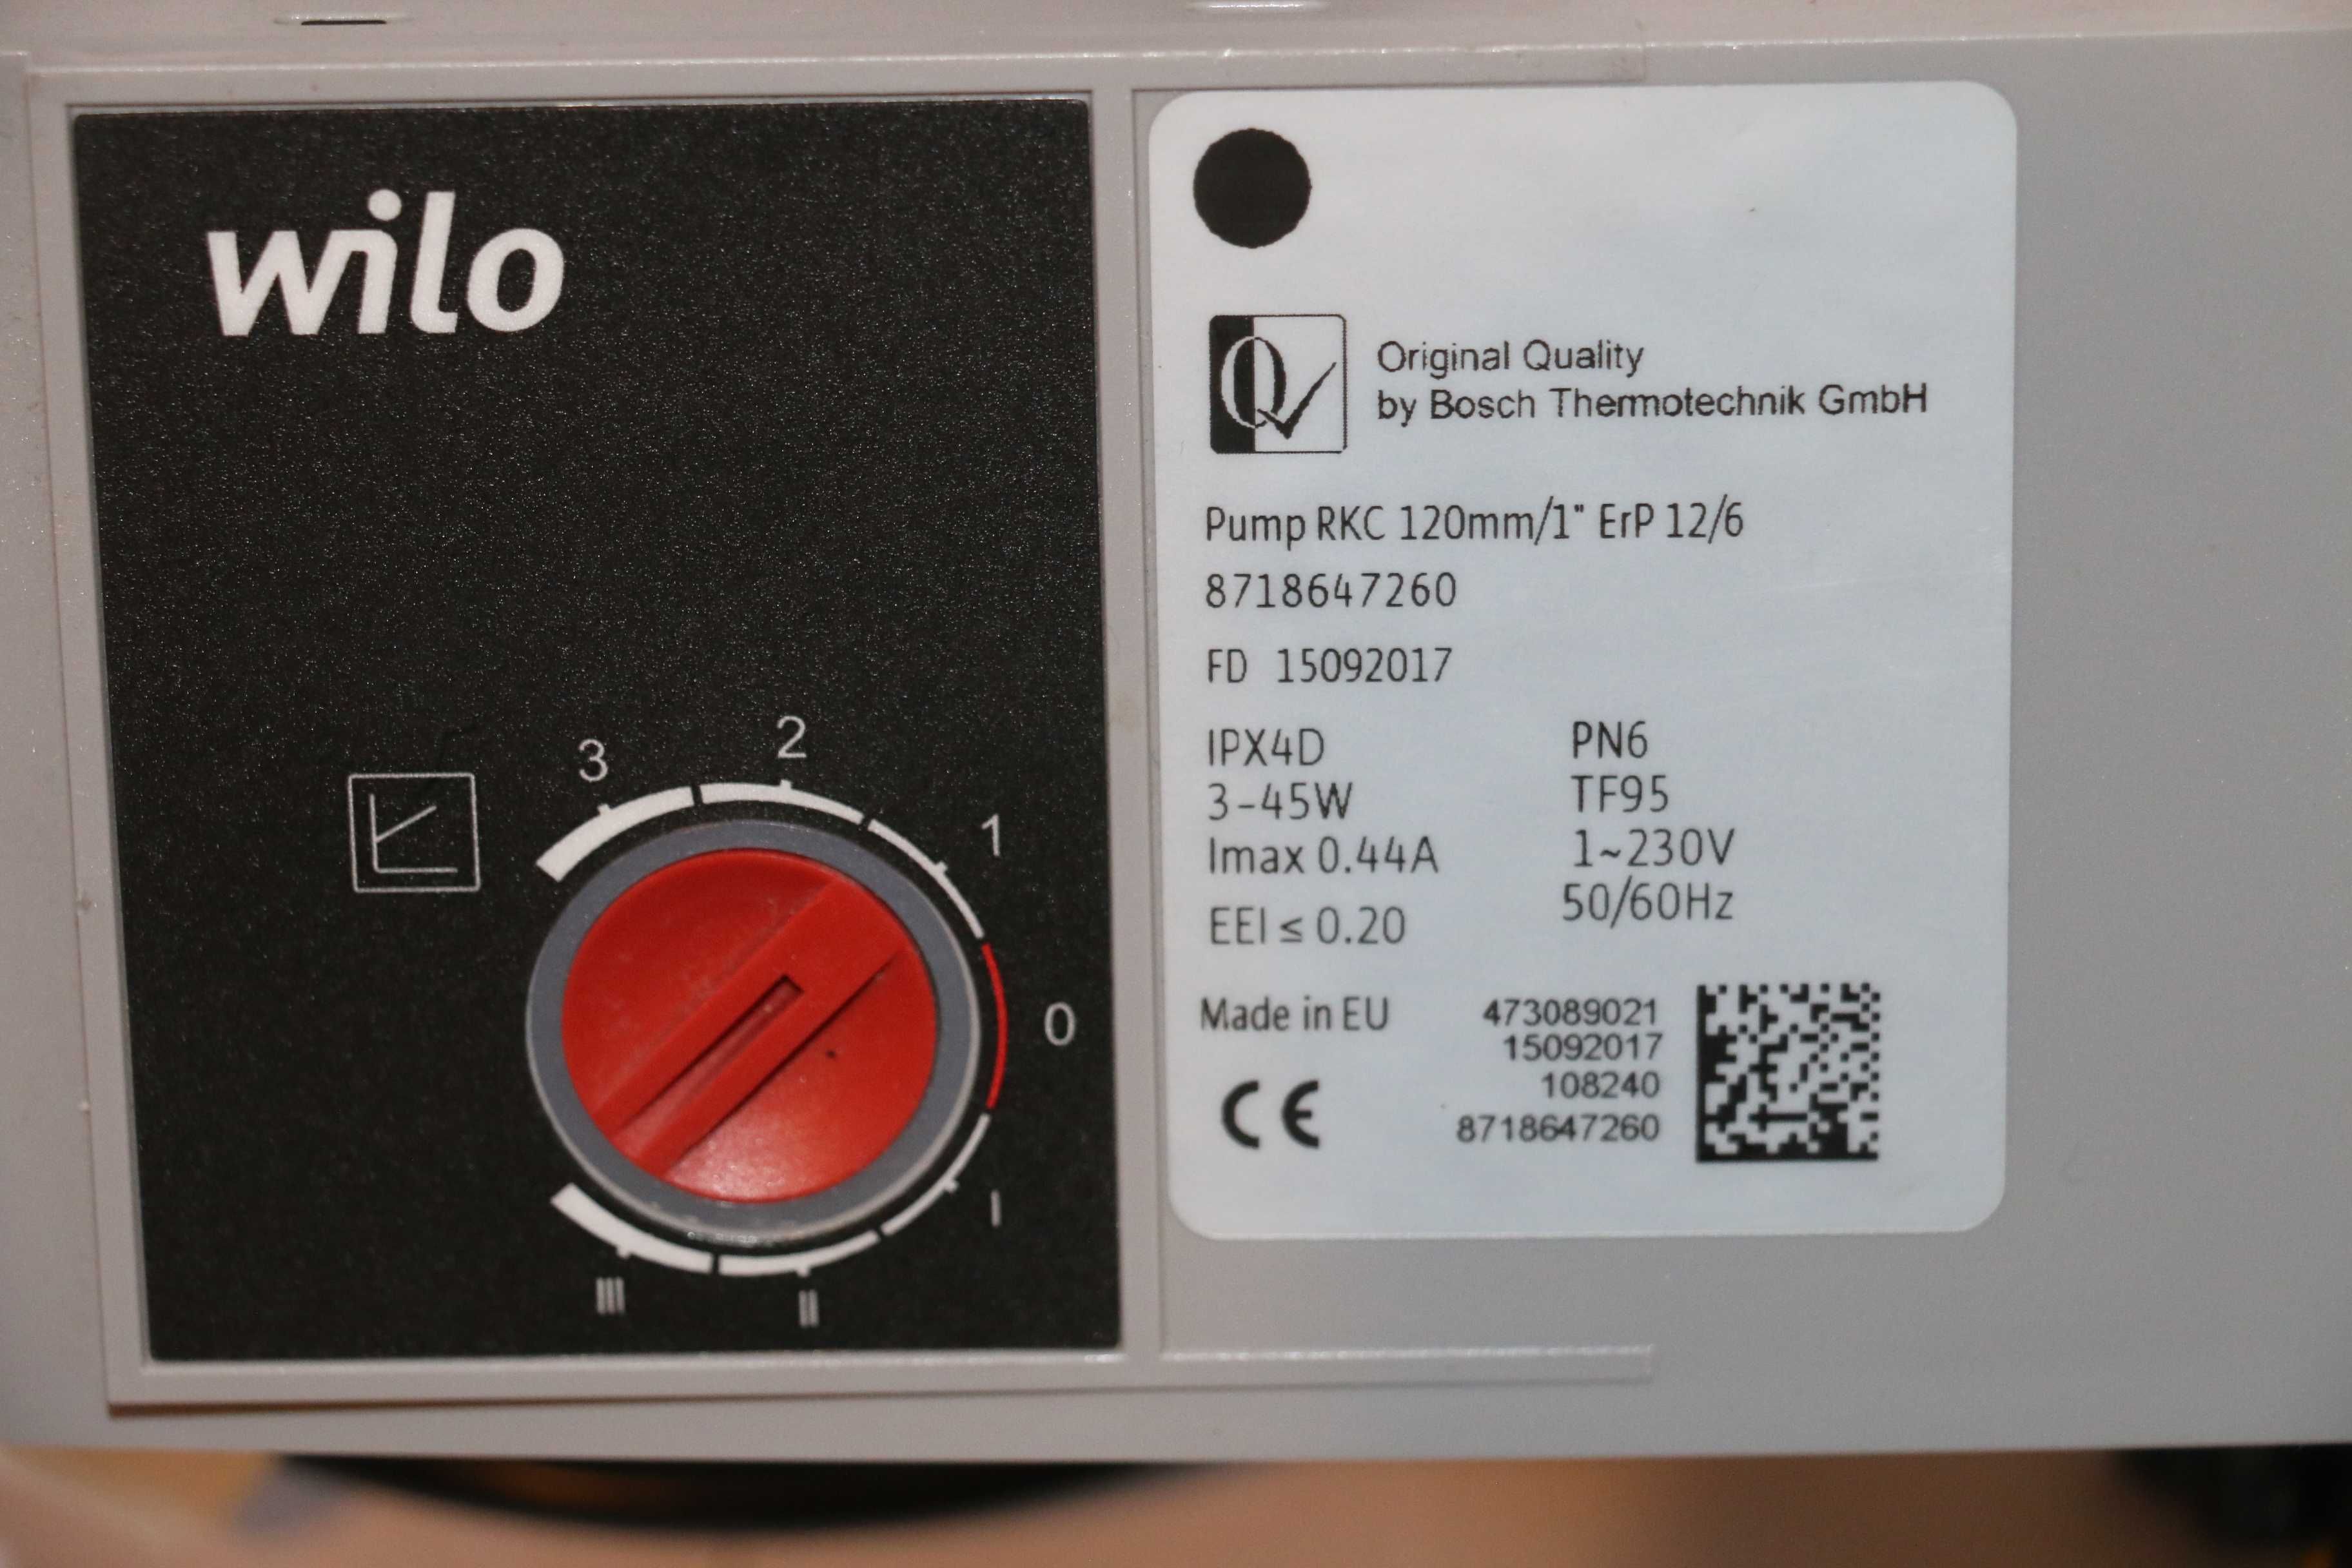 wilo
3
2
1
0
I
II
III
Original Quality
by Bosch Thermotechnik GmbH
Pump RKC 120mm/1" ErP 12/6
8718647260
FD 15092017
IPX4D PN6
3-45W TF95
Imax 0.44A 1~230V
EEI ≤ 0.20 50/60Hz
Made in EU 473089021
15092017
108240
CE 8718647260